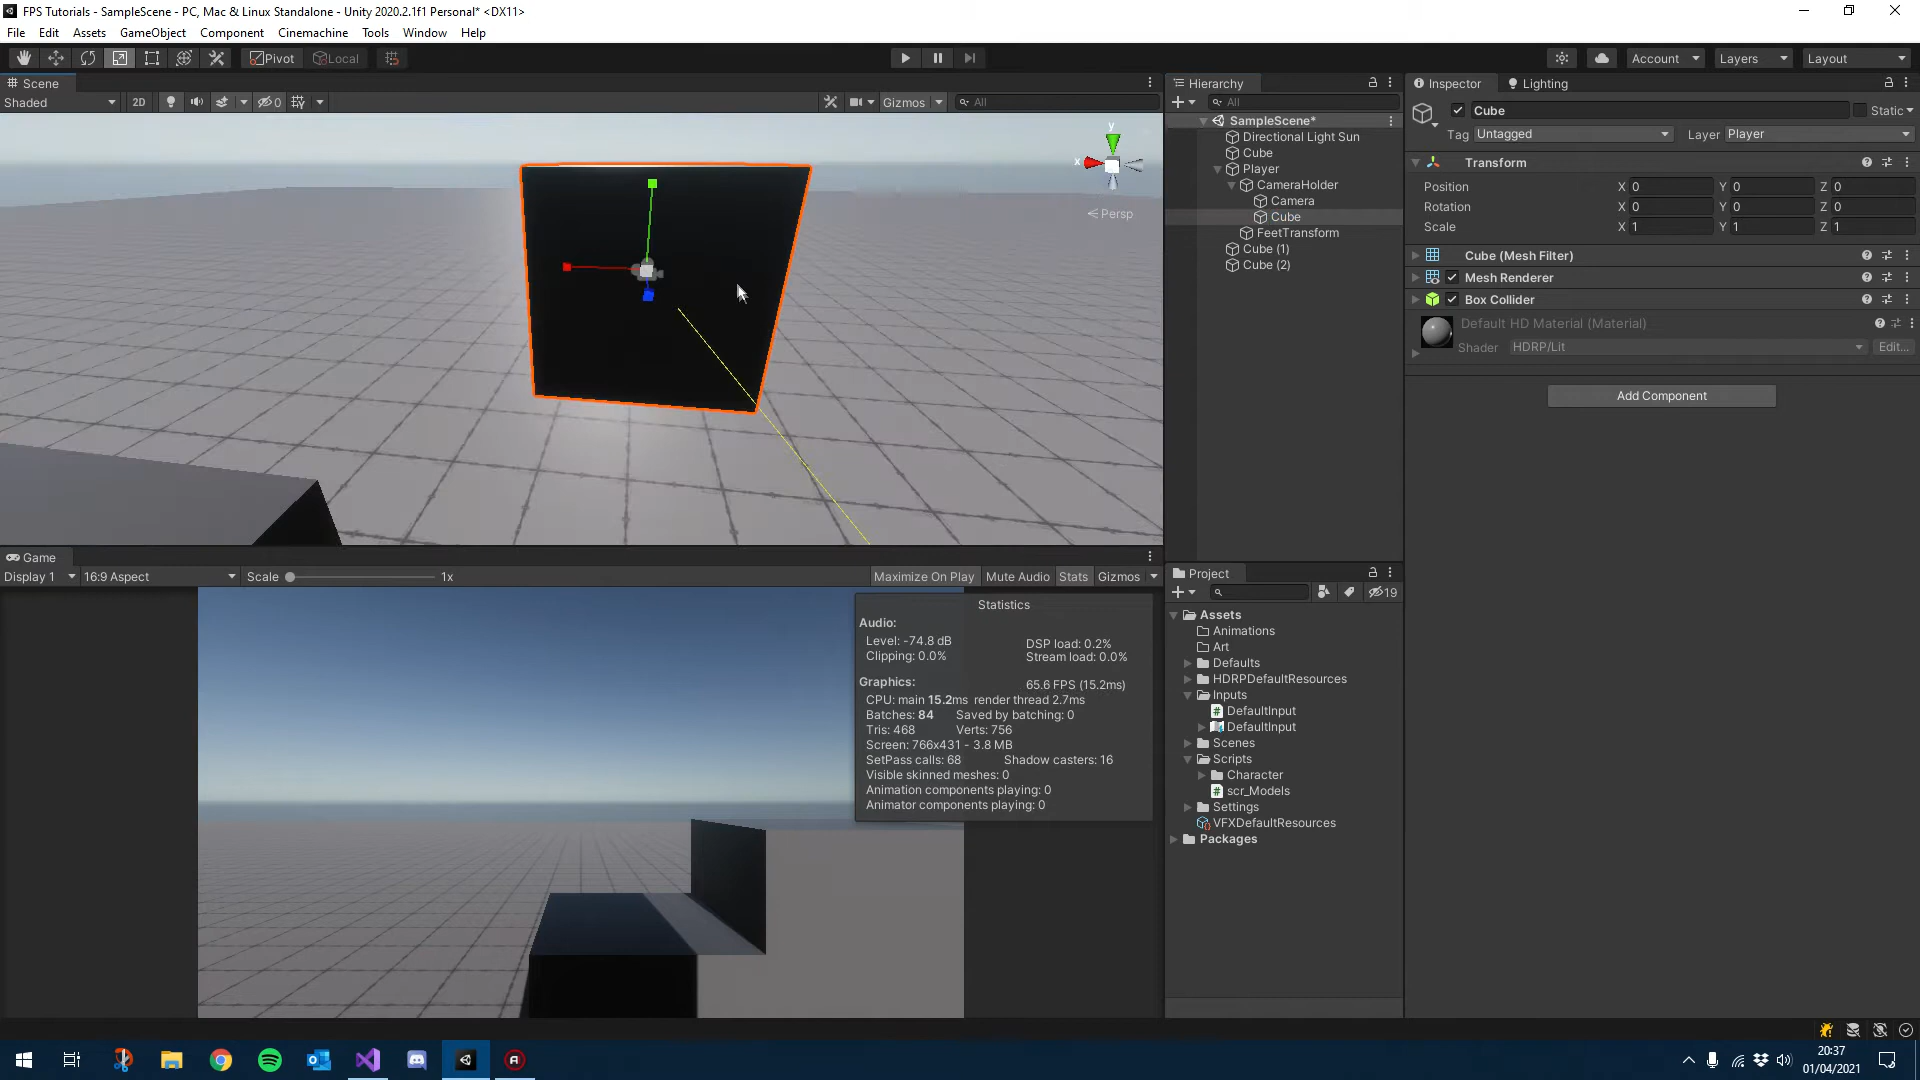 FPS Tutorials - SampleScene - PC, Mac & Linux Standalone - Unity 2020.2.1f1 Personal* <DX11>
File Edit Assets GameObject Component Cinemachine Tools Window Help
Pivot Local Account Layers Layout
Scene
Shaded 2D 0 Gizmos All
y
x
Persp
Game
Display 1 16:9 Aspect Scale 1x Maximize On Play Mute Audio Stats Gizmos
Statistics
Audio:
Level: -74.8 dB DSP load: 0.2%
Clipping: 0.0% Stream load: 0.0%
Graphics: 65.6 FPS (15.2ms)
CPU: main 15.2ms render thread 2.7ms
Batches: 84 Saved by batching: 0
Tris: 468 Verts: 756
Screen: 766x431 - 3.8 MB
SetPass calls: 68 Shadow casters: 16
Visible skinned meshes: 0
Animation components playing: 0
Animator components playing: 0
Hierarchy
All
SampleScene*
Directional Light Sun
Cube
Player
CameraHolder
Camera
Cube
FeetTransform
Cube (1)
Cube (2)
Project
19
Assets
Animations
Art
Defaults
HDRPDefaultResources
Inputs
DefaultInput
DefaultInput
Scenes
Scripts
Character
scr_Models
Settings
VFXDefaultResources
Packages
Inspector Lighting
Cube Static
Tag Untagged Layer Player
Transform
Position X 0 Y 0 Z 0
Rotation X 0 Y 0 Z 0
Scale X 1 Y 1 Z 1
Cube (Mesh Filter)
Mesh Renderer
Box Collider
Default HD Material (Material)
Shader HDRP/Lit Edit...
Add Component
20:37
01/04/2021